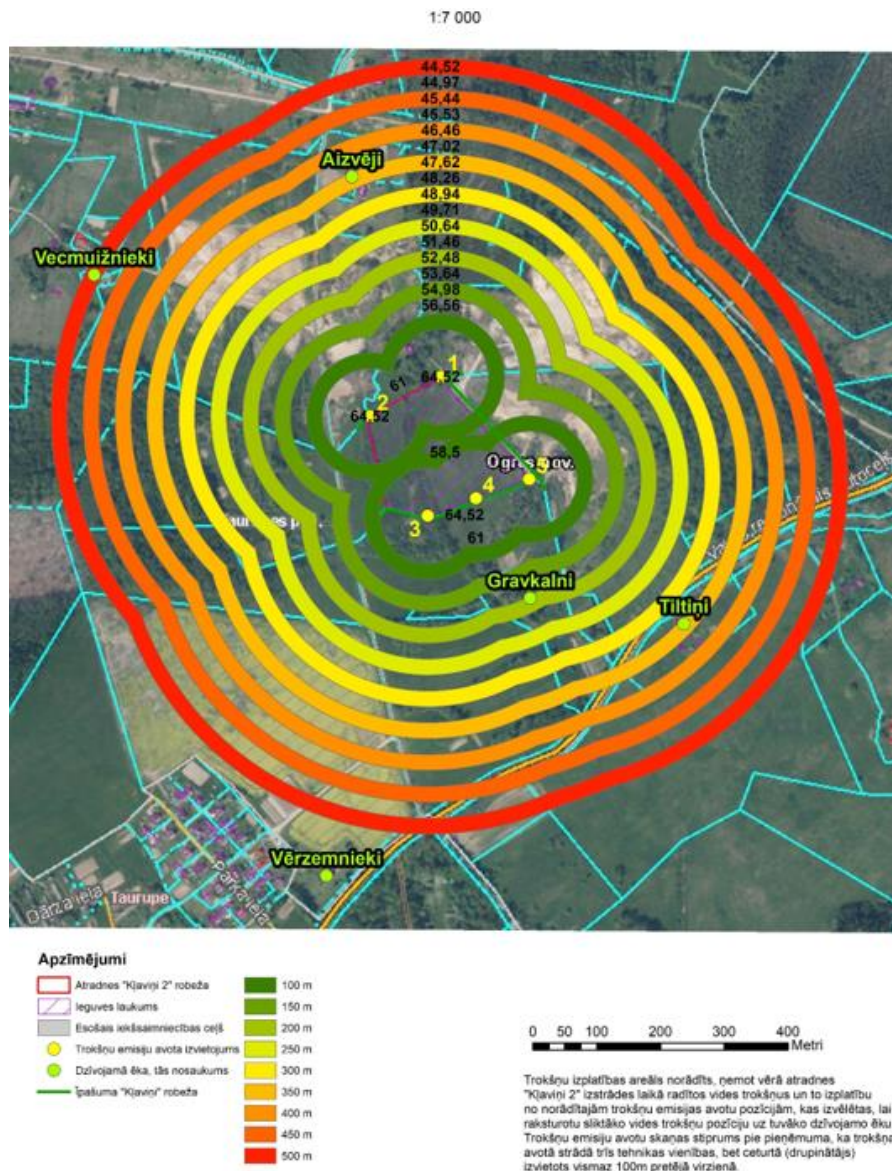 1:7 000
44,52
44,97
45,44
45,53
46,46
47,02
47,62
Aizvēji
48,26
48,94
49,71
50,64
51,46
Vecmuižnieki
52,48
53,64
54,98
56,56
1
61
64,52
2
64,52
58,5
Ogres nov.
5
4
64,52
3
61
Gravkalni
Tiltiņi
Vērzemnieki
Dārza iela
Taurupe
Parka iela
Apzīmējumi
Atradnes "Kļaviņi 2" robeža
Ieguves laukums
Esošais iekšsaimniecības ceļš
Trokšņu emisiju avota izvietojums
Dzīvojamā ēka, tās nosaukums
Īpašuma "Kļaviņi" robeža
100 m
150 m
200 m
250 m
300 m
350 m
400 m
450 m
500 m
0 50 100 200 300 400
Metri
Trokšņu izplatības areāls norādīts, ņemot vērā atradnes
"Kļaviņi 2" izstrādes laikā radītos vides trokšņus un to izplatību
no norādītajām trokšņu emisijas avotu pozīcijām, kas izvēlētas, lai
raksturotu sliktāko vides trokšņu pozīciju uz tuvāko dzīvojamo ēku.
Trokšņu emisiju avotu skaņas stiprums pie pieņēmuma, ka trokšņa
avotā strādā trīs tehnikas vienības, bet ceturtā (drupinātājs)
izvietots vismaz 100m pretējā virzienā.